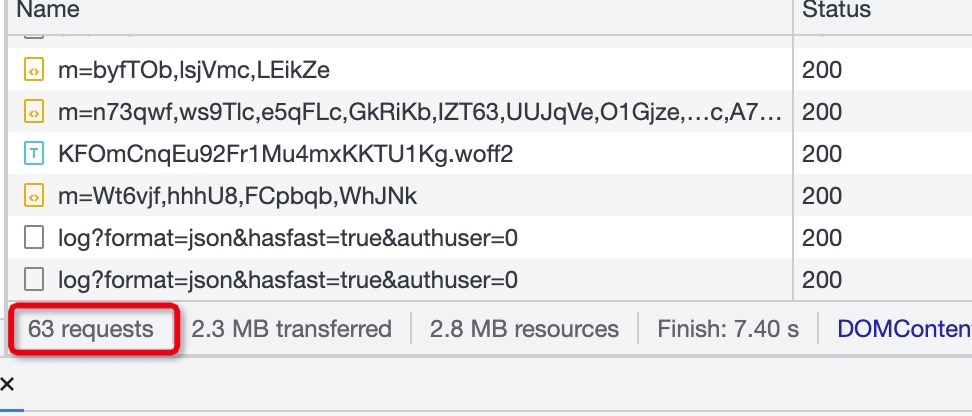 Name Status
m=byfTOb,lsjVmc,LEikZe 200
m=n73qwf,ws9Tlc,e5qFLc,GkRiKb,IZT63,UUJqVe,O1Gjze,…c,A7… 200
KFOmCnqEu92Fr1Mu4mxKKTU1Kg.woff2 200
m=Wt6vjf,hhhU8,FCpbqb,WhJNk 200
log?format=json&hasfast=true&authuser=0 200
log?format=json&hasfast=true&authuser=0 200
63 requests 2.3 MB transferred 2.8 MB resources Finish: 7.40 s DOMConten